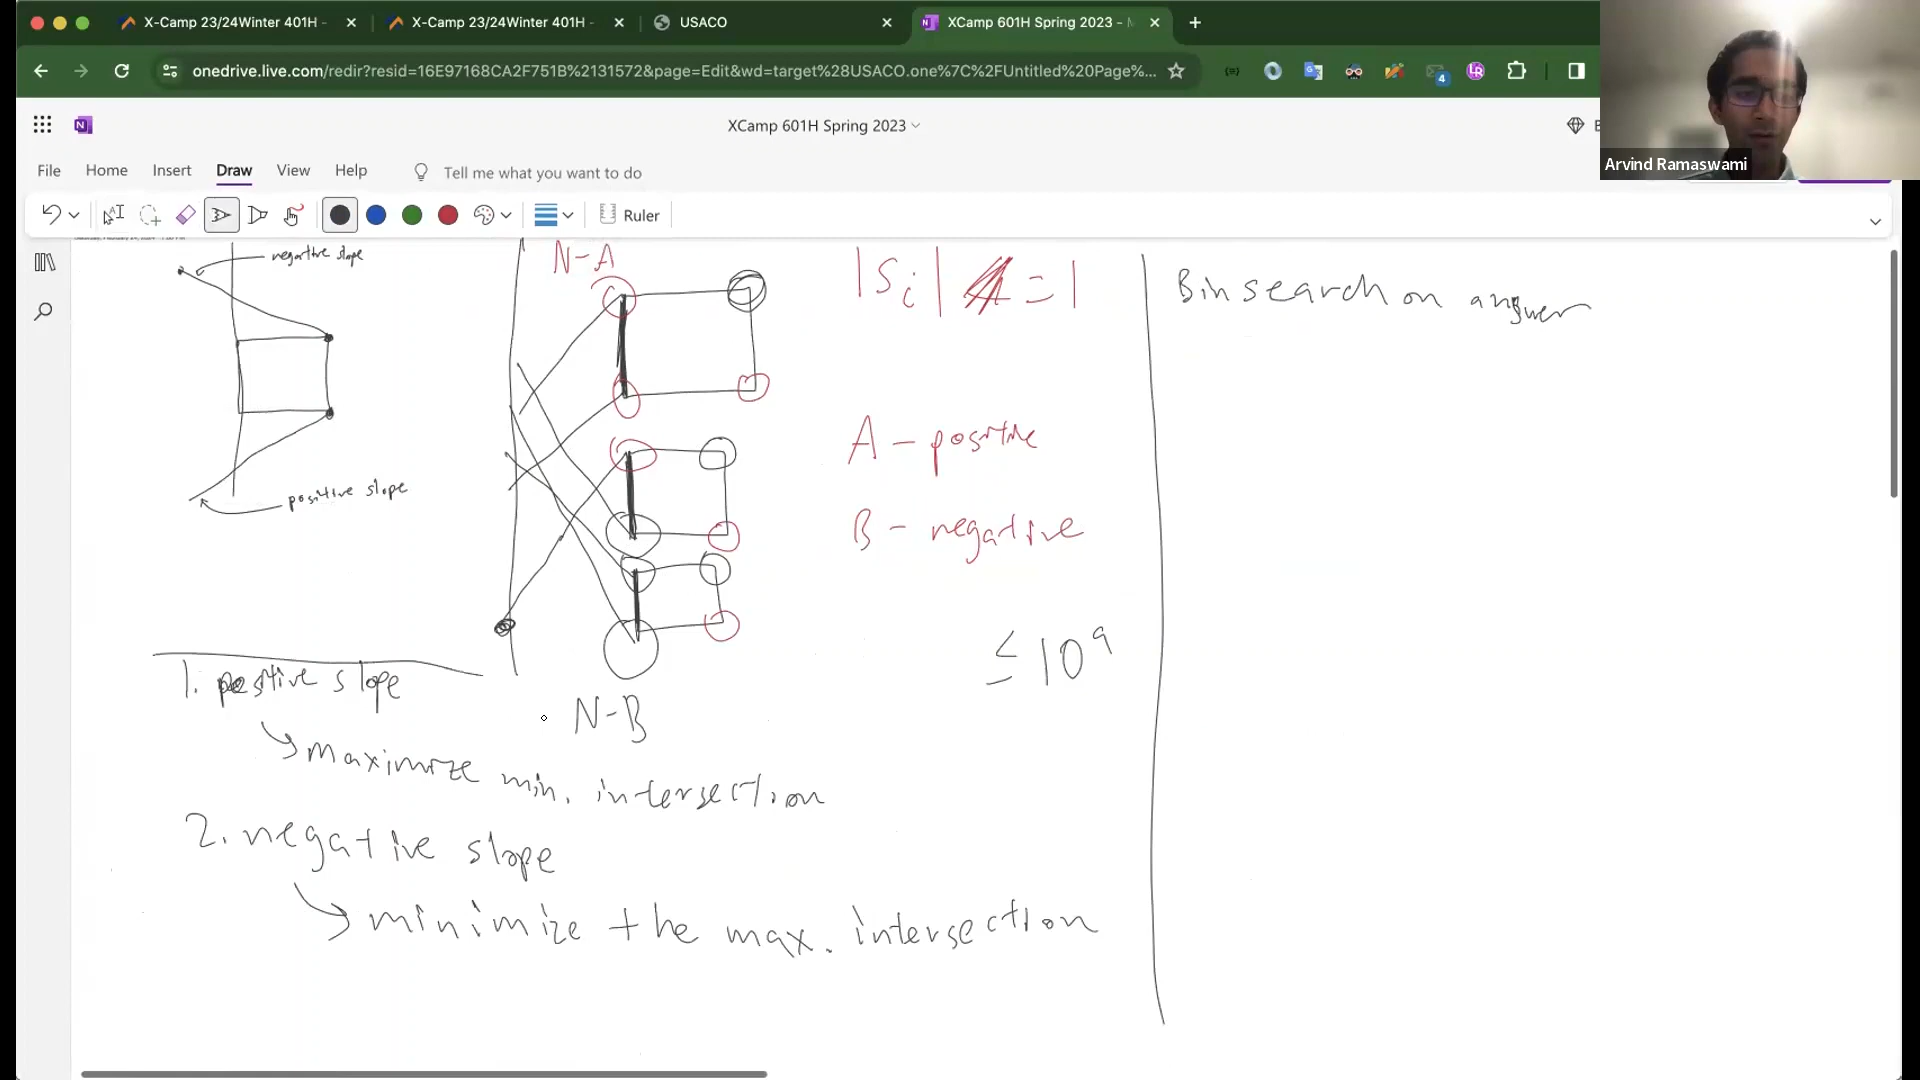 X-Camp 23/24Winter 401H -
X-Camp 23/24Winter 401H -
USACO
XCamp 601H Spring 2023 -
onedrive.live.com/redir?resid=16E97168CA2F751B%2131572&page=Edit&wd=target%28USACO.one%7C%2FUntitled%20Page%...
4
LR
Arvind Ramaswami
N
XCamp 601H Spring 2023
File
Home
Insert
Draw
View
Help
Tell me what you want to do
Ruler
negative slope
positive slope
N-A
|Si| = 1
A - positive
B - negative
≤ 10^9
N-B
1. positive slope
maximize min. intersection
2. negative slope
minimize the max. intersection
Bin search on answer